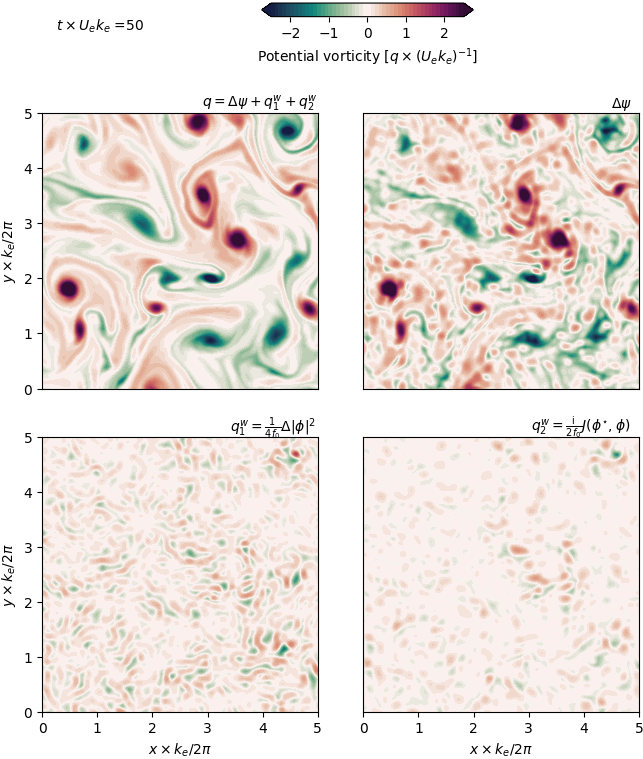 t × U_e k_e =50
−2 −1 0 1 2
Potential vorticity [q × (U_e k_e)^{−1}]
q = Δψ + q_1^w + q_2^w
Δψ
5
4
3
2
1
0
y × k_e/2π
q_1^w = \frac{1}{4f_0}Δ|ϕ|^2
q_2^w = \frac{i}{2f_0}J(ϕ^⋆, ϕ)
5
4
3
2
1
0
y × k_e/2π
0 1 2 3 4 5
0 1 2 3 4 5
x × k_e/2π
x × k_e/2π